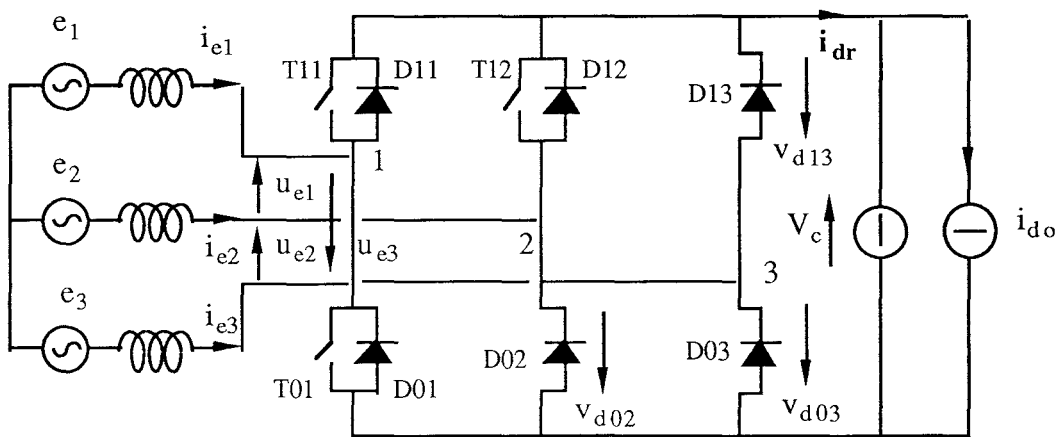 e1
ie1
T11
D11
T12
D12
idr
D13
vd13
1
e2
ue1
ie2
ue2
ue3
2
Vc
ido
3
e3
ie3
T01
D01
D02
vd02
D03
vd03